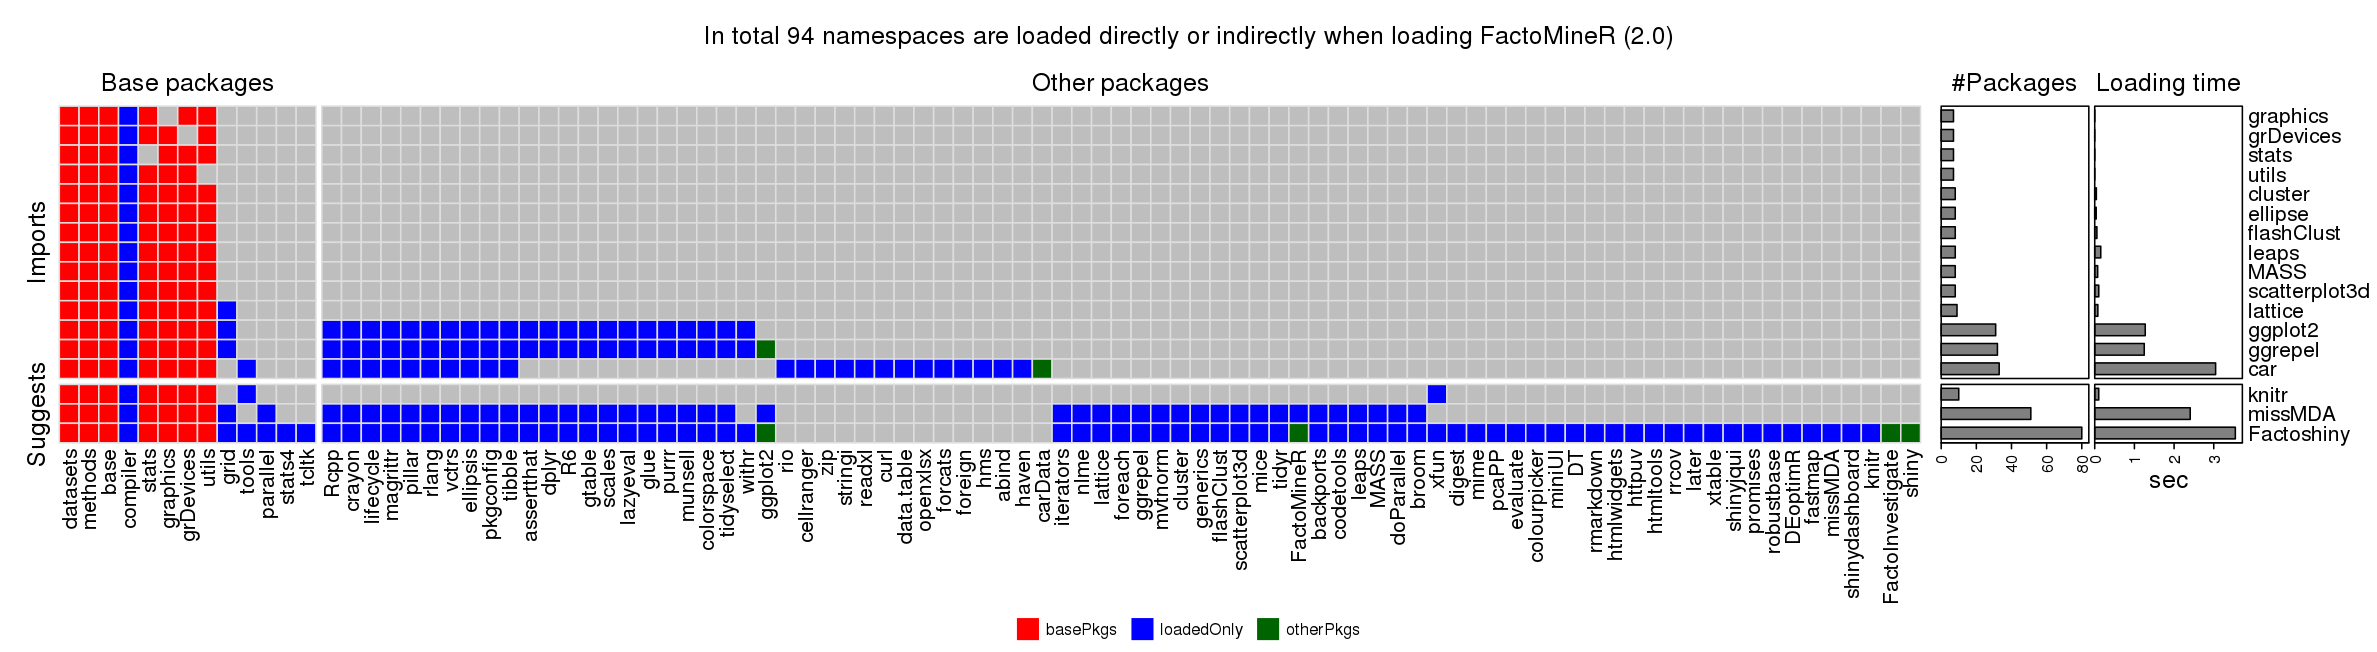 In total 94 namespaces are loaded directly or indirectly when loading FactoMineR (2.0)
Base packages
Other packages
#Packages
Loading time
Imports
Suggests
graphics
grDevices
stats
utils
cluster
ellipse
flashClust
leaps
MASS
scatterplot3d
lattice
ggplot2
ggrepel
car
knitr
missMDA
Factoshiny
datasets
methods
base
compiler
stats
graphics
grDevices
utils
grid
tools
parallel
stats4
tcltk
Rcpp
crayon
lifecycle
magrittr
pillar
rlang
vctrs
ellipsis
pkgconfig
tibble
assertthat
dplyr
R6
gtable
scales
lazyeval
glue
purrr
munsell
colorspace
tidyselect
withr
ggplot2
rio
cellranger
zip
stringi
readxl
curl
data.table
openxlsx
forcats
foreign
hms
abind
haven
carData
iterators
nlme
lattice
foreach
ggrepel
mvtnorm
cluster
generics
flashClust
scatterplot3d
mice
tidyr
FactoMineR
backports
codetools
leaps
MASS
doParallel
broom
xfun
digest
mime
pcaPP
evaluate
colourpicker
miniUI
DT
rmarkdown
htmlwidgets
httpuv
htmltools
rrcov
later
xtable
shinyjqui
promises
robustbase
DEoptimR
fastmap
missMDA
shinydashboard
knitr
FactoInvestigate
shiny
0 20 40 60 80
0 1 2 3
sec
basePkgs
loadedOnly
otherPkgs